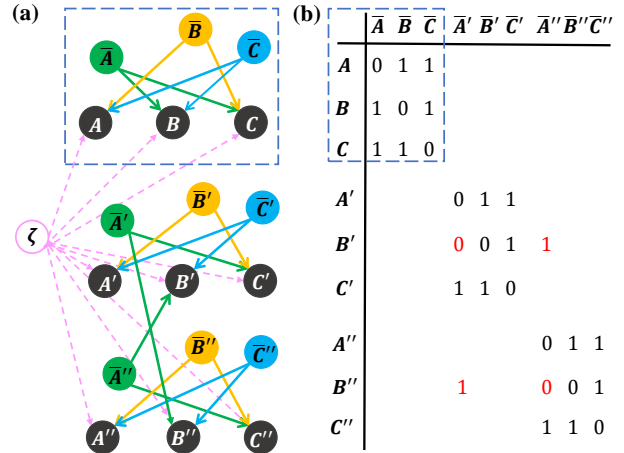 (a)
B̅
A̅
C̅
A B C
ζ
B̅′
A̅′
C̅′
A′ B′ C′
B̅″
A̅″
C̅″
A″ B″ C″
(b)
A̅ B̅ C̅ A̅′ B̅′ C̅′ A̅″ B̅″ C̅″
A 0 1 1
B 1 0 1
C 1 1 0
A′ 0 1 1
B′ 0 0 1 1
C′ 1 1 0
A″ 0 1 1
B″ 1 0 0 1
C″ 1 1 0